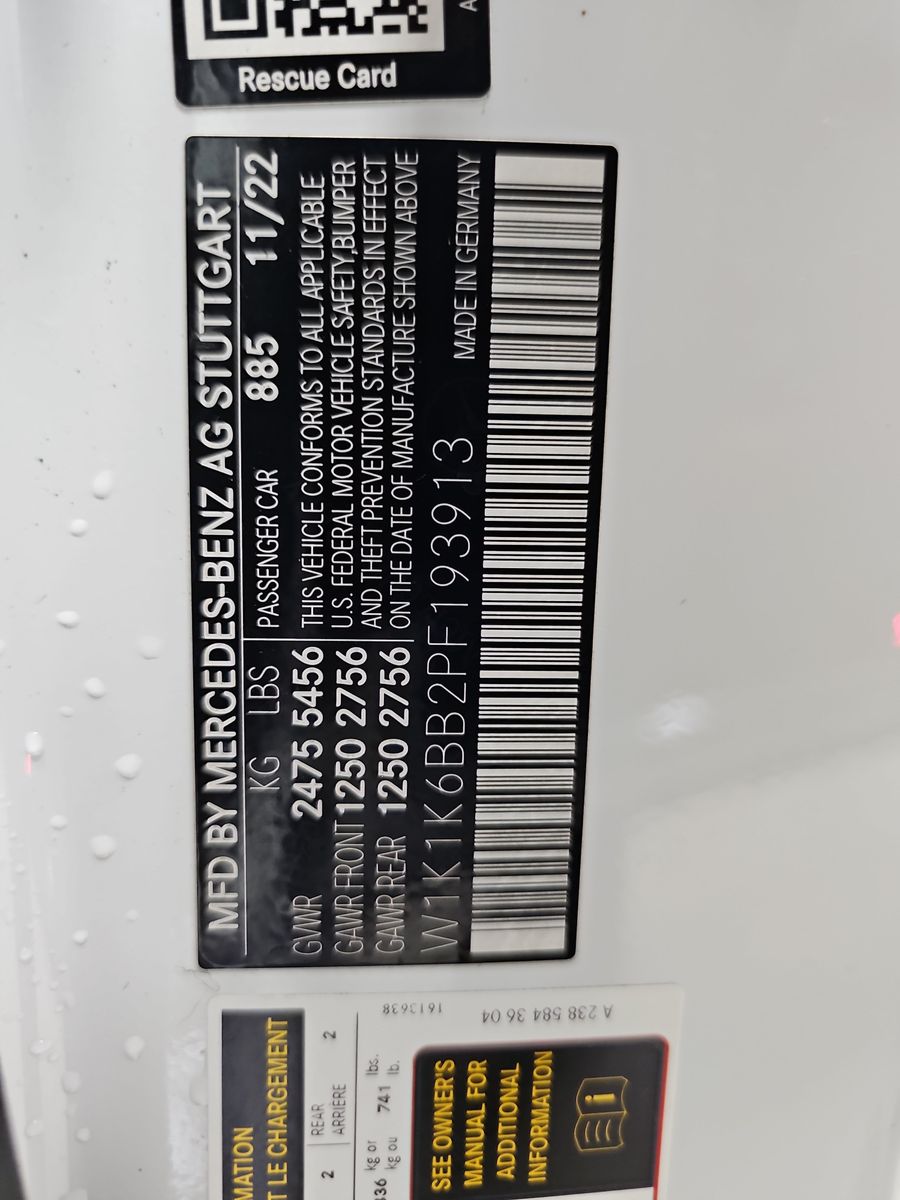 MFD BY MERCEDES-BENZ AG STUTTGART
KG LBS PASSENGER CAR 885 11/22
GVWR 2475 5456 THIS VEHICLE CONFORMS TO ALL APPLICABLE
GAWR FRONT 1250 2756 U.S. FEDERAL MOTOR VEHICLE SAFETY,BUMPER
GAWR REAR 1250 2756 AND THEFT PREVENTION STANDARDS IN EFFECT
ON THE DATE OF MANUFACTURE SHOWN ABOVE
W1K1K6BB2PF193913 MADE IN GERMANY
Rescue Card
MATION
T LE CHARGEMENT
2 REAR 2
ARRIÈRE
kg or lbs.
kg ou 741 lb.
SEE OWNER'S
MANUAL FOR
ADDITIONAL
INFORMATION
1613638
A 238 584 36 04